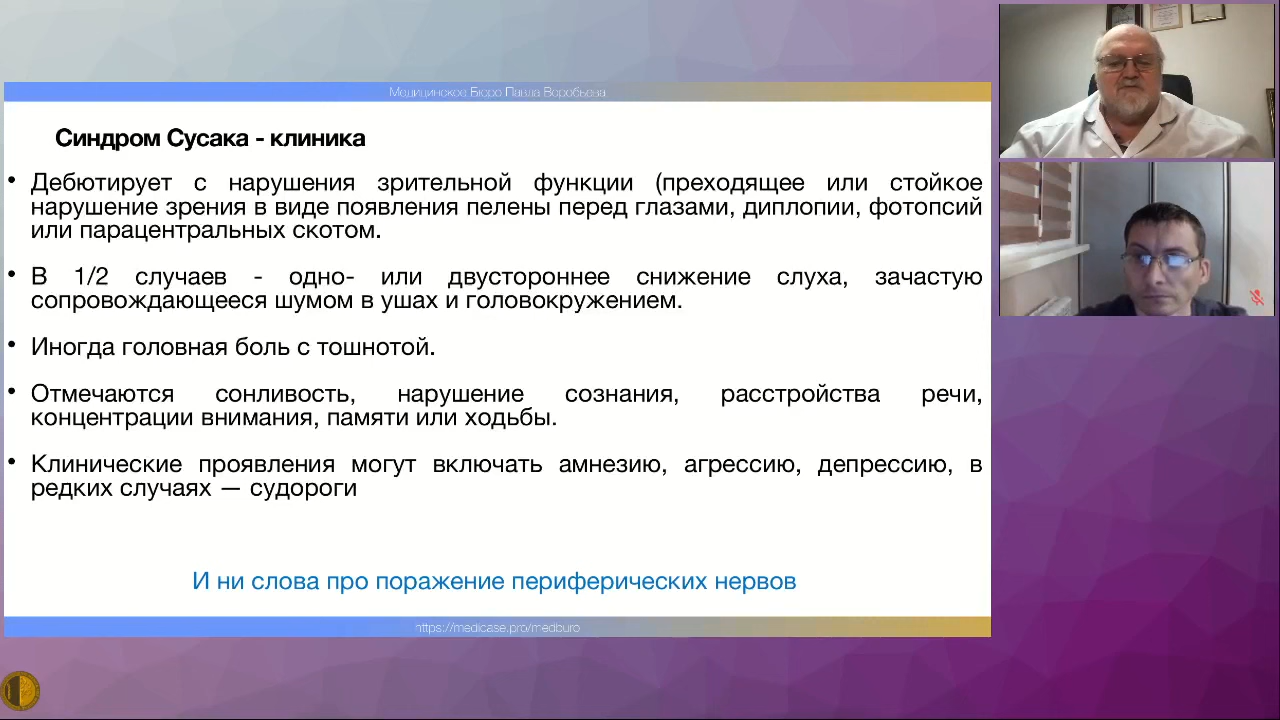 Медицинское Бюро Павла Воробьева
Синдром Сусака - клиника
• Дебютирует с нарушения зрительной функции (преходящее или стойкое
нарушение зрения в виде появления пелены перед глазами, диплопии, фотопсий
или парацентральных скотом.
• В 1/2 случаев - одно- или двустороннее снижение слуха, зачастую
сопровождающееся шумом в ушах и головокружением.
• Иногда головная боль с тошнотой.
• Отмечаются сонливость, нарушение сознания, расстройства речи,
концентрации внимания, памяти или ходьбы.
• Клинические проявления могут включать амнезию, агрессию, депрессию, в
редких случаях — судороги
И ни слова про поражение периферических нервов
https://medicase.pro/medburo